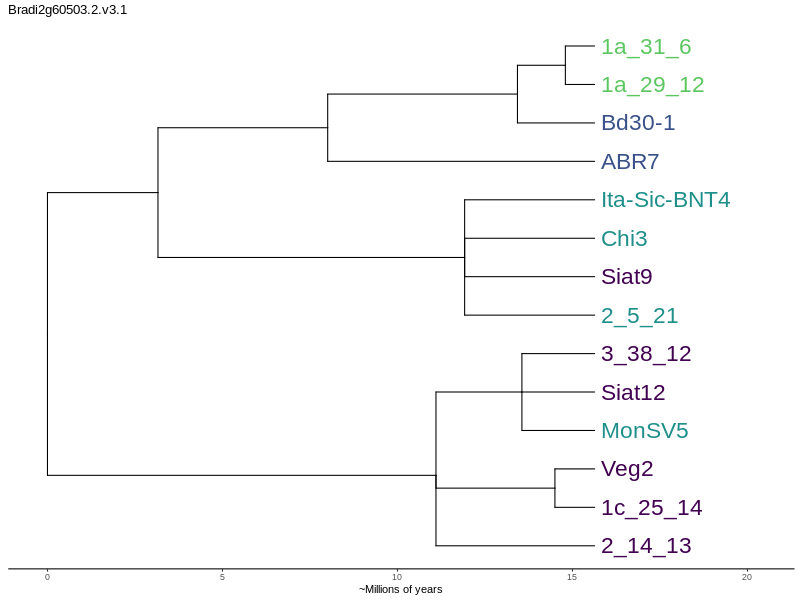 Bradi2g60503.2.v3.1
1a_31_6
1a_29_12
Bd30-1
ABR7
Ita-Sic-BNT4
Chi3
Siat9
2_5_21
3_38_12
Siat12
MonSV5
Veg2
1c_25_14
2_14_13
0 5 10 15 20
~Millions of years